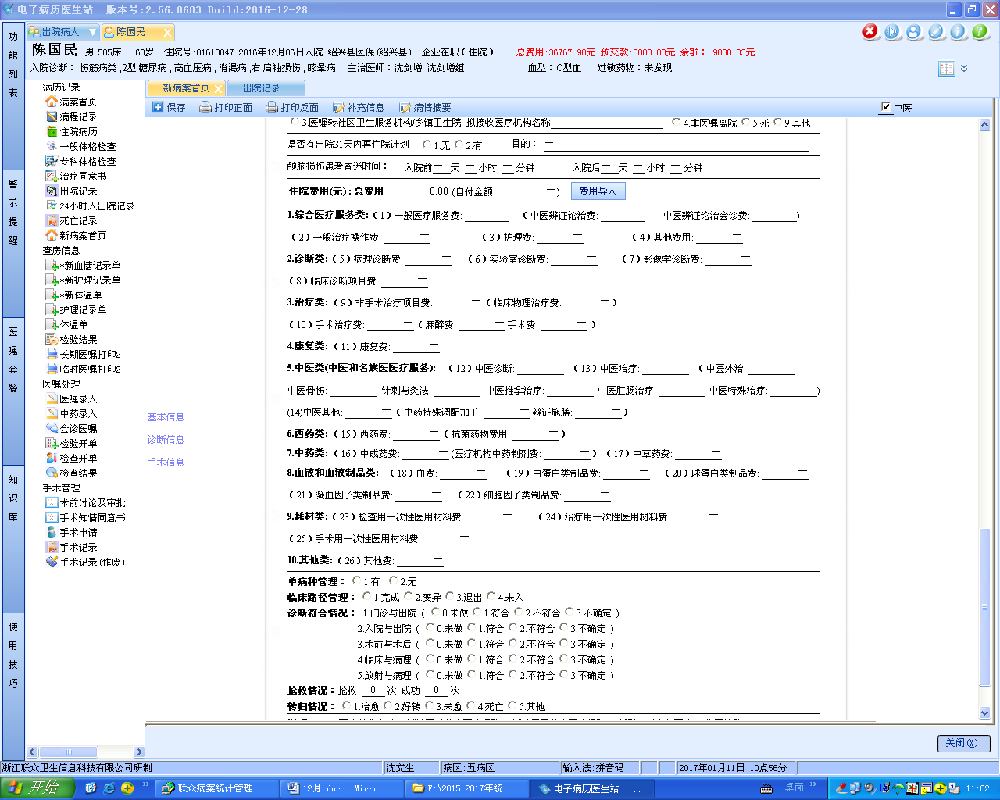 电子病历医生站 版本号:2.56.0603 Build:2016-12-28
功能列表
警示提醒
医嘱套餐
知识库
使用技巧
出院病人 陈国民
陈国民 男 505床 60岁 住院号:01613047 2016年12月06日入院 绍兴县医保(绍兴县) 企业在职(住院) 总费用:36767.90元 预交款:5000.00元 余额:-9800.03元
入院诊断: 伤筋病类,2型糖尿病,高血压病,消渴病,右肩袖损伤,眩晕病 主治医师:沈剑增 沈剑增组 血型:O型血 过敏药物:未发现
病历记录
病案首页
病程记录
住院病历
一般体格检查
专科体格检查
治疗同意书
出院记录
24小时入出院记录
死亡记录
新病案首页
查房信息
*新血糖记录单
*新护理记录单
*新体温单
护理记录单
体温单
检验结果
长期医嘱打印2
临时医嘱打印2
医嘱处理
医嘱录入
中药录入
会诊医嘱
检验开单
检查开单
检查结果
手术管理
术前讨论及审批
手术知情同意书
手术申请
手术记录
手术记录(作废)
新病案首页 出院记录
保存 打印正面 打印反面 补充信息 病情摘要 中医
基本信息
诊断信息
手术信息
3.医嘱转社区卫生服务机构/乡镇卫生院 拟接收医疗机构名称 一 4.非医嘱离院 5.死 9.其他
是否有出院31天内再住院计划 1.无 2.有 目的: 一
颅脑损伤患者昏迷时间: 入院前 一 天 一 小时 一 分钟 入院后 一 天 一 小时 一 分钟
住院费用(元):总费用 0.00 (自付金额: 一) 费用导入
1.综合医疗服务类:(1)一般医疗服务费: 一 (中医辨证论治费: 一 中医辨证论治会诊费: 一)
(2)一般治疗操作费: 一 (3)护理费: 一 (4)其他费用: 一
2.诊断类:(5)病理诊断费: 一 (6)实验室诊断费: 一 (7)影像学诊断费: 一
(8)临床诊断项目费: 一
3.治疗类:(9)非手术治疗项目费: 一 (临床物理治疗费: 一)
(10)手术治疗费: 一 (麻醉费: 一 手术费: 一)
4.康复类:(11)康复费: 一
5.中医类(中医和名族医医疗服务): (12)中医诊断: 一 (13)中医治疗: 一 (中医外治: 一
中医骨伤: 一 针刺与灸法: 一 中医推拿治疗: 一 中医肛肠治疗: 一 中医特殊治疗: 一)
(14)中医其他: 一 (中药特殊调配加工: 一 辩证施膳: 一)
6.西药类:(15)西药费: 一 (抗菌药物费用: 一)
7.中药类:(16)中成药费: 一 (医疗机构中药制剂费: 一) (17)中草药费: 一
8.血液和血液制品类: (18)血费: 一 (19)白蛋白类制品费: 一 (20)球蛋白类制品费: 一
(21)凝血因子类制品费: 一 (22)细胞因子类制品费: 一
9.耗材类:(23)检查用一次性医用材料费: 一 (24)治疗用一次性医用材料费: 一
(25)手术用一次性医用材料费: 一
10.其他类:(26)其他费: 一
单病种管理: 1.有 2.无
临床路径管理: 1.完成 2.变异 3.退出 4.未入
诊断符合情况: 1.门诊与出院 ( 0.未做 1.符合 2.不符合 3.不确定 )
2.入院与出院 ( 0.未做 1.符合 2.不符合 3.不确定 )
3.术前与术后 ( 0.未做 1.符合 2.不符合 3.不确定 )
4.临床与病理 ( 0.未做 1.符合 2.不符合 3.不确定 )
5.放射与病理 ( 0.未做 1.符合 2.不符合 3.不确定 )
抢救情况:抢救 0 次 成功 0 次
转归情况: 1.治愈 2.好转 3.未愈 4.死亡 5.其他
关闭(X)
浙江联众卫生信息科技有限公司研制 沈文生 病区:五病区 输入法:拼音码 2017年01月11日 10点56分
开始 联众病案统计管理... 12月.doc - Micro... F:\2015-2017年统... 电子病历医生站 ... 桌面 11:02